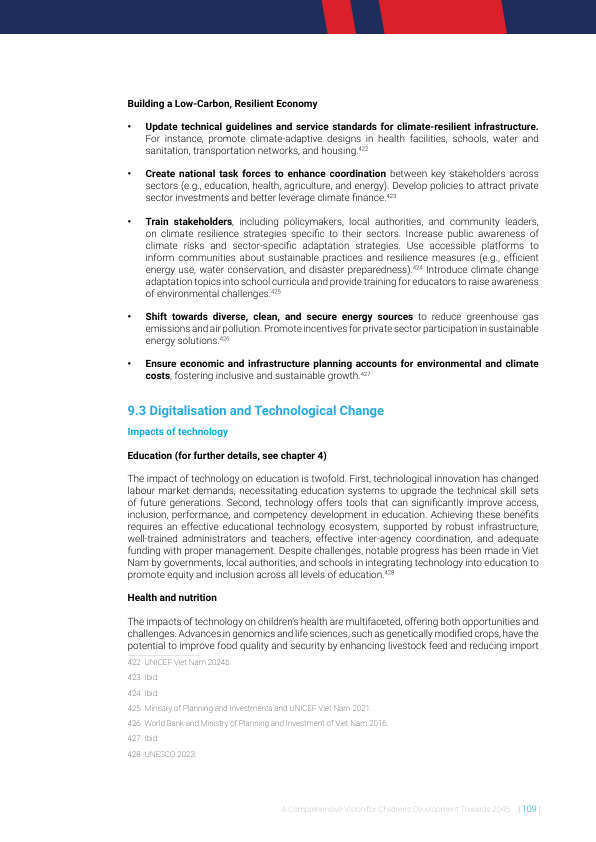 Building a Low-Carbon, Resilient Economy
• Update technical guidelines and service standards for climate-resilient infrastructure.
For instance, promote climate-adaptive designs in health facilities, schools, water and
sanitation, transportation networks, and housing.422
• Create national task forces to enhance coordination between key stakeholders across
sectors (e.g., education, health, agriculture, and energy). Develop policies to attract private
sector investments and better leverage climate finance.423
• Train stakeholders, including policymakers, local authorities, and community leaders,
on climate resilience strategies specific to their sectors. Increase public awareness of
climate risks and sector-specific adaptation strategies. Use accessible platforms to
inform communities about sustainable practices and resilience measures (e.g., efficient
energy use, water conservation, and disaster preparedness).424 Introduce climate change
adaptation topics into school curricula and provide training for educators to raise awareness
of environmental challenges.425
• Shift towards diverse, clean, and secure energy sources to reduce greenhouse gas
emissions and air pollution. Promote incentives for private sector participation in sustainable
energy solutions.426
• Ensure economic and infrastructure planning accounts for environmental and climate
costs, fostering inclusive and sustainable growth.427
9.3 Digitalisation and Technological Change
Impacts of technology
Education (for further details, see chapter 4)
The impact of technology on education is twofold. First, technological innovation has changed
labour market demands, necessitating education systems to upgrade the technical skill sets
of future generations. Second, technology offers tools that can significantly improve access,
inclusion, performance, and competency development in education. Achieving these benefits
requires an effective educational technology ecosystem, supported by robust infrastructure,
well-trained administrators and teachers, effective inter-agency coordination, and adequate
funding with proper management. Despite challenges, notable progress has been made in Viet
Nam by governments, local authorities, and schools in integrating technology into education to
promote equity and inclusion across all levels of education.428
Health and nutrition
The impacts of technology on children's health are multifaceted, offering both opportunities and
challenges. Advances in genomics and life sciences, such as genetically modified crops, have the
potential to improve food quality and security by enhancing livestock feed and reducing import
422 UNICEF Viet Nam 2024b.
423 Ibid.
424 Ibid.
425 Ministry of Planning and Investments and UNICEF Viet Nam 2021.
426 World Bank and Ministry of Planning and Investment of Viet Nam 2016.
427 Ibid.
428 UNESCO 2023.
A Comprehensive Vision for Children's Development Towards 2045 | 109 |